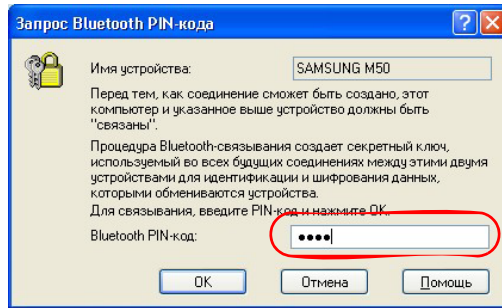 Запрос Bluetooth PIN-кода
Имя устройства: SAMSUNG M50
Перед тем, как соединение сможет быть создано, этот
компьютер и указанное выше устройство должны быть
"связаны".
Процедура Bluetooth-связывания создает секретный ключ,
используемый во всех будущих соединениях между этими двумя
устройствами для идентификации и шифрования данных,
которыми обмениваются устройства.
Для связывания, введите PIN-код и нажмите OK.
Bluetooth PIN-код: ••••
OK Отмена Помощь